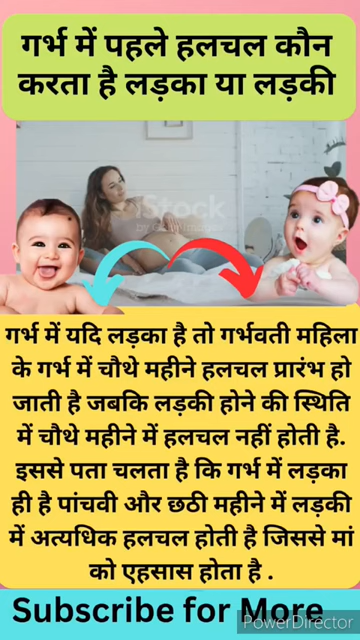 गर्भ में पहले हलचल कौन
करता है लड़का या लड़की
iStock
गर्भ में यदि लड़का है तो गर्भवती महिला
के गर्भ में चौथे महीने हलचल प्रारंभ हो
जाती है जबकि लड़की होने की स्थिति
में चौथे महीने में हलचल नहीं होती है.
इससे पता चलता है कि गर्भ में लड़का
ही है पांचवी और छठी महीने में लड़की
में अत्यधिक हलचल होती है जिससे मां
को एहसास होता है .
Subscribe for More
PowerDirector